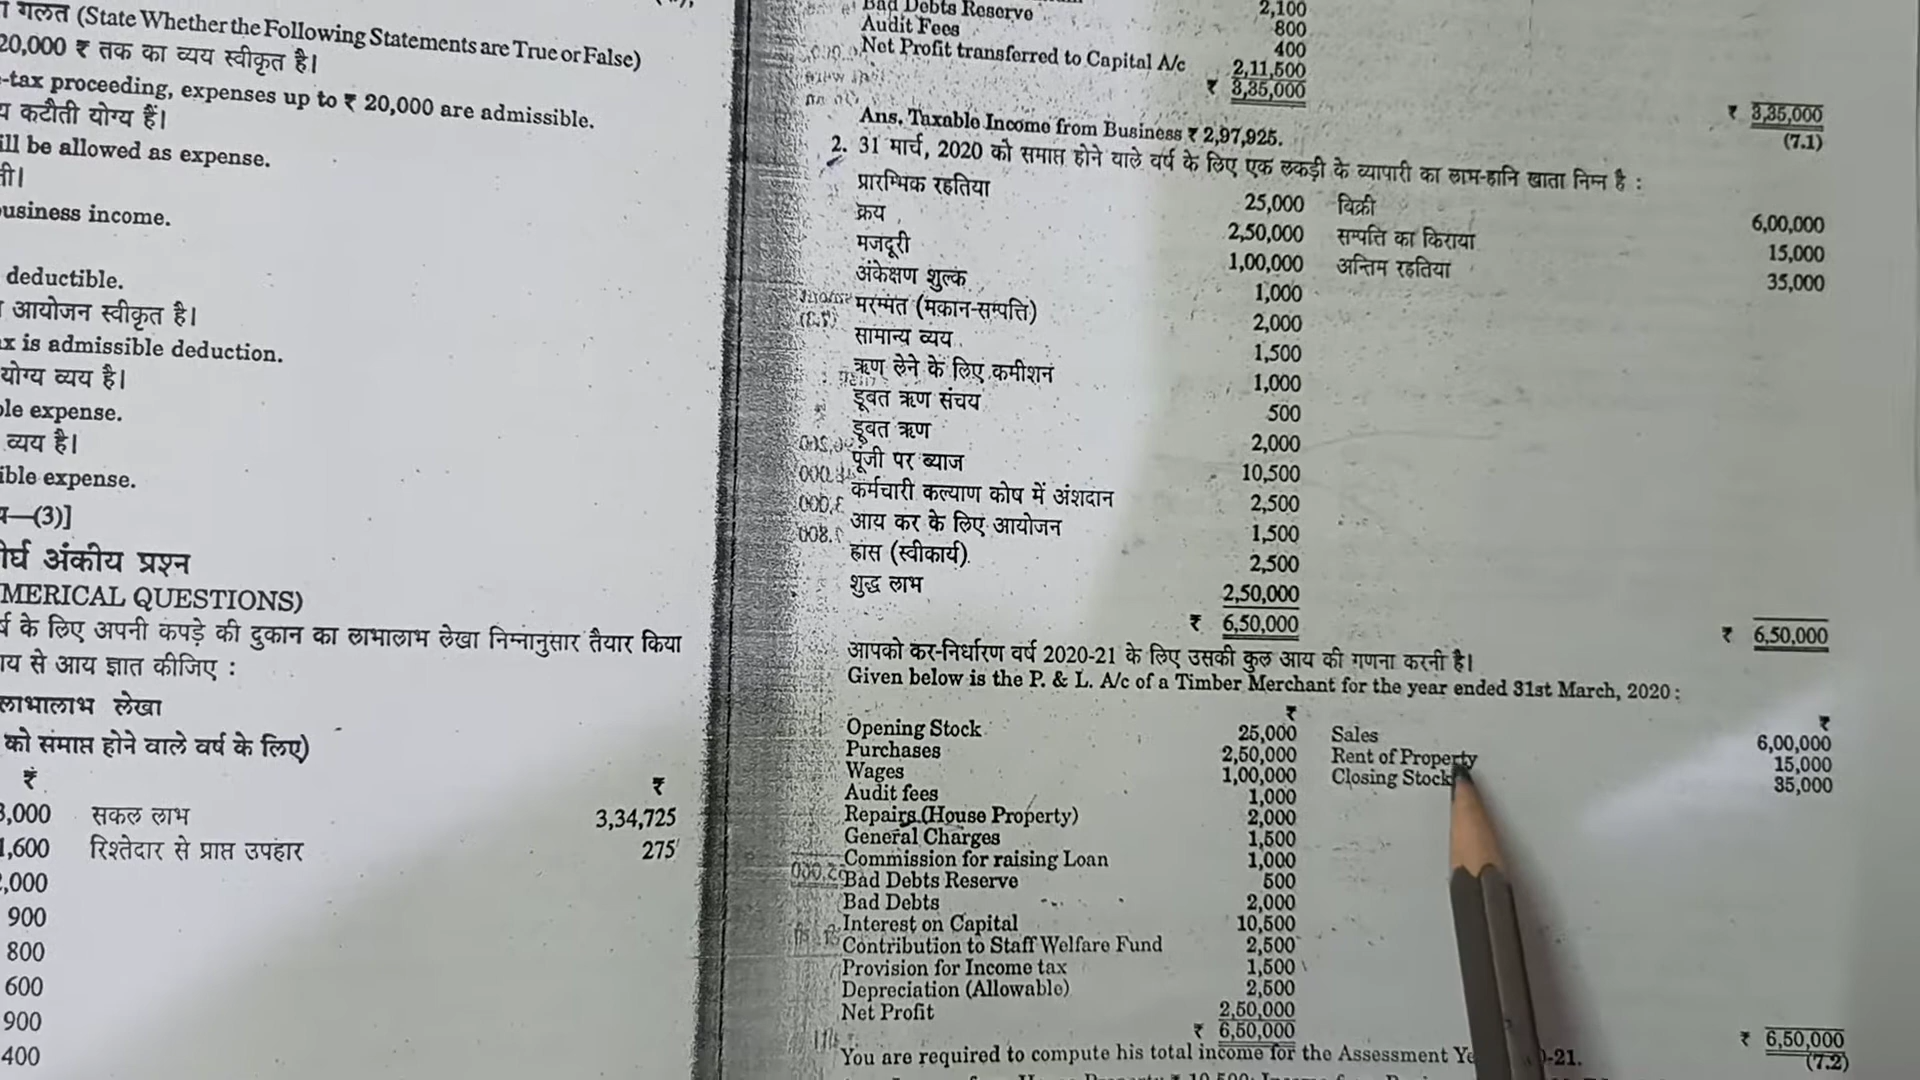 गलत (State Whether the Following Statements are True or False)
20,000 ₹ तक का व्यय स्वीकृत है।
-tax proceeding, expenses up to ₹ 20,000 are admissible.
य कटौती योग्य हैं।
ill be allowed as expense.
ती।
usiness income.
deductible.
आयोजन स्वीकृत है।
ax is admissible deduction.
योग्य व्यय है।
ble expense.
व्यय है।
ible expense.
—(3)]
दीर्घ अंकीय प्रश्न
MERICAL QUESTIONS)
के लिए अपनी कपड़े की दुकान का लाभालाभ लेखा निम्नानुसार तैयार किया
य से आय ज्ञात कीजिए :
लाभालाभ लेखा
को समाप्त होने वाले वर्ष के लिए)
₹ ₹
3,000 सकल लाभ 3,34,725
1,600 रिश्तेदार से प्राप्त उपहार 275
,000
900
800
600
900
400
Bad Debts Reserve 2,100
Audit Fees 800
Net Profit transferred to Capital A/c 400
2,11,500
₹ 3,35,000 ₹ 3,35,000
Ans. Taxable Income from Business ₹ 2,97,925. (7.1)
2. 31 मार्च, 2020 को समाप्त होने वाले वर्ष के लिए एक लकड़ी के व्यापारी का लाभ-हानि खाता निम्न है :
प्रारम्भिक रहतिया 25,000 बिक्री 6,00,000
क्रय 2,50,000 सम्पत्ति का किराया 15,000
मजदूरी 1,00,000 अन्तिम रहतिया 35,000
अंकेक्षण शुल्क 1,000
मरम्मत (मकान-सम्पत्ति) 2,000
सामान्य व्यय 1,500
ऋण लेने के लिए कमीशन 1,000
डूबत ऋण संचय 500
डूबत ऋण 2,000
पूंजी पर ब्याज 10,500
कर्मचारी कल्याण कोष में अंशदान 2,500
आय कर के लिए आयोजन 1,500
ह्रास (स्वीकार्य) 2,500
शुद्ध लाभ 2,50,000
₹ 6,50,000 ₹ 6,50,000
आपको कर-निर्धारण वर्ष 2020-21 के लिए उसकी कुल आय की गणना करनी है।
Given below is the P. & L. A/c of a Timber Merchant for the year ended 31st March, 2020 :
₹ ₹
Opening Stock 25,000 Sales 6,00,000
Purchases 2,50,000 Rent of Property 15,000
Wages 1,00,000 Closing Stock 35,000
Audit fees 1,000
Repairs (House Property) 2,000
General Charges 1,500
Commission for raising Loan 1,000
Bad Debts Reserve 500
Bad Debts 2,000
Interest on Capital 10,500
Contribution to Staff Welfare Fund 2,500
Provision for Income tax 1,500
Depreciation (Allowable) 2,500
Net Profit 2,50,000
₹ 6,50,000 ₹ 6,50,000
You are required to compute his total income for the Assessment Ye -21. (7.2)